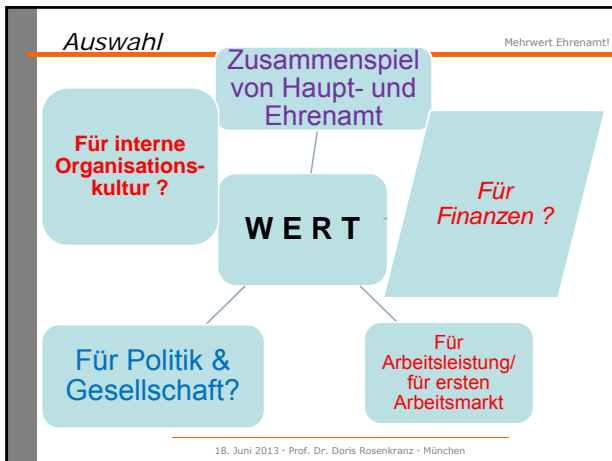 Auswahl
Mehrwert Ehrenamt!
Zusammenspiel
von Haupt- und
Ehrenamt
Für interne
Organisations-
kultur ?
Für
Finanzen ?
W E R T
Für Politik &
Gesellschaft?
Für
Arbeitsleistung/
für ersten
Arbeitsmarkt
18. Juni 2013 · Prof. Dr. Doris Rosenkranz · München